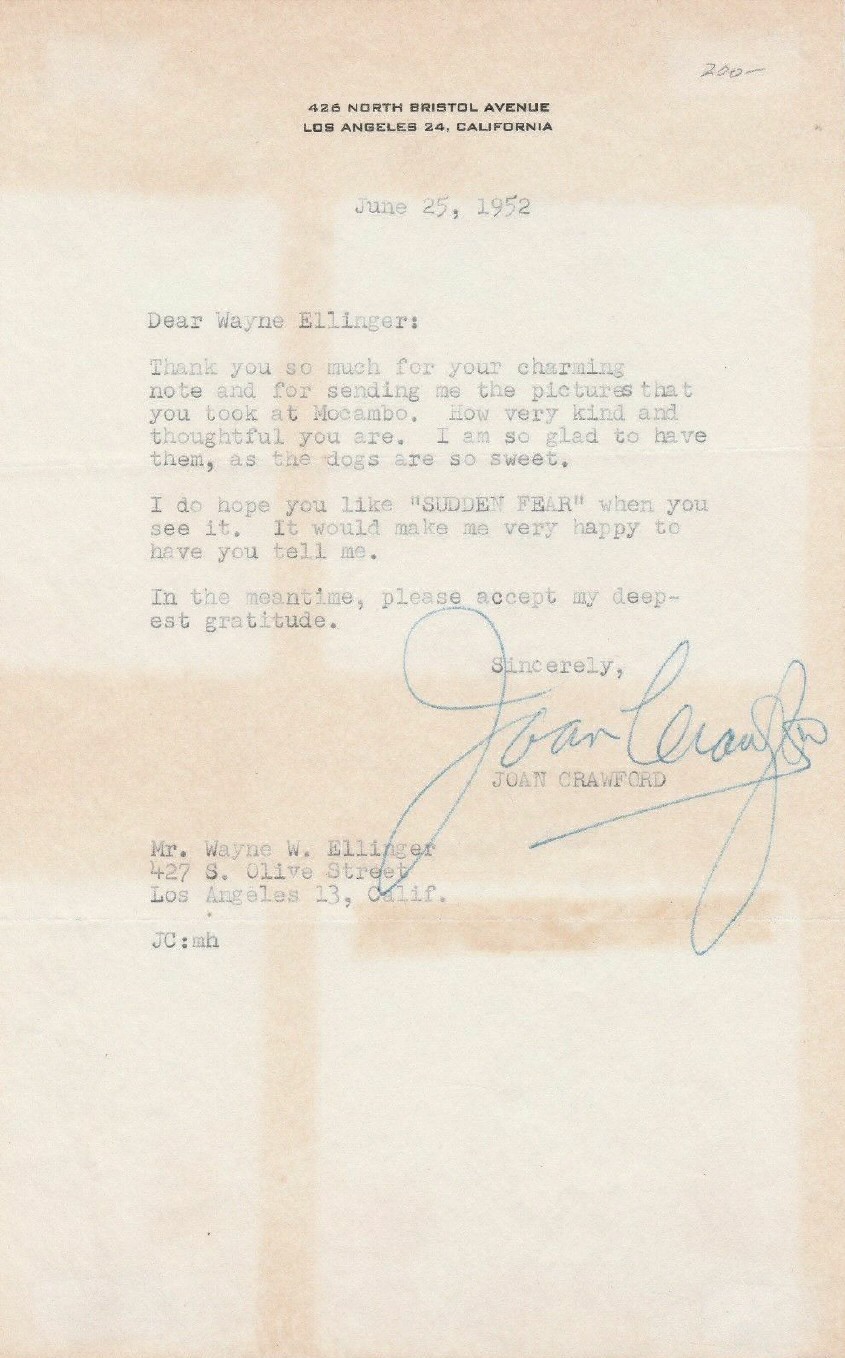 200-
426 NORTH BRISTOL AVENUE
LOS ANGELES 24, CALIFORNIA
June 25, 1952
Dear Wayne Ellinger:
Thank you so much for your charming
note and for sending me the pictures that
you took at Mocambo. How very kind and
thoughtful you are. I am so glad to have
them, as the dogs are so sweet.
I do hope you like "SUDDEN FEAR" when you
see it. It would make me very happy to
have you tell me.
In the meantime, please accept my deep-
est gratitude.
Sincerely,
Joan Crawford
JOAN CRAWFORD
Mr. Wayne W. Ellinger
427 S. Olive Street
Los Angeles 13, Calif.
JC:mh